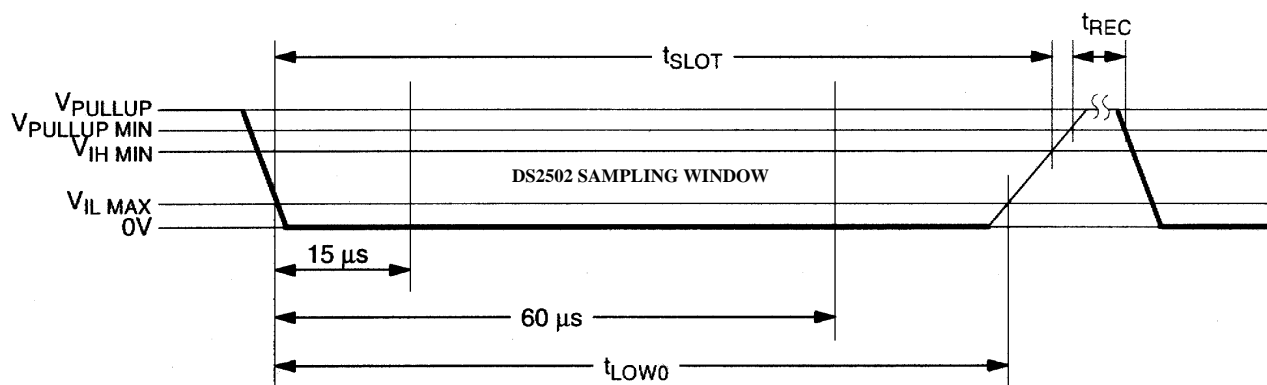 tREC
tSLOT
VPULLUP
VPULLUP MIN
VIH MIN
DS2502 SAMPLING WINDOW
VIL MAX
0V
15 μs
60 μs
tLOW0